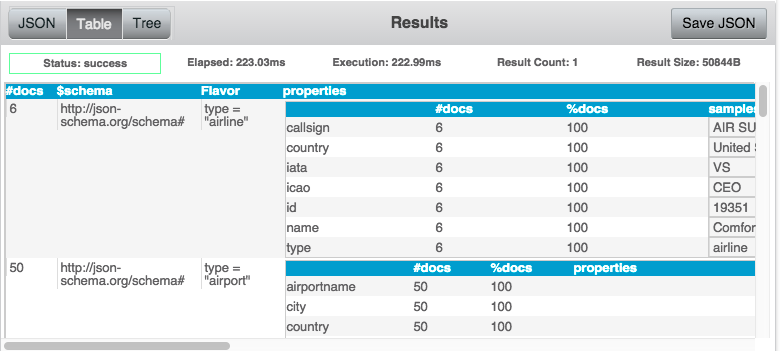 JSON Table Tree Results Save JSON
Status: success Elapsed: 223.03ms Execution: 222.99ms Result Count: 1 Result Size: 50844B
#docs $schema Flavor properties
6 http://json-schema.org/schema# type = "airline"
#docs %docs samples
callsign 6 100 AIR SU
country 6 100 United
iata 6 100 VS
icao 6 100 CEO
id 6 100 19351
name 6 100 Comfor
type 6 100 airline
50 http://json-schema.org/schema# type = "airport"
#docs %docs properties
airportname 50 100
city 50 100
country 50 100